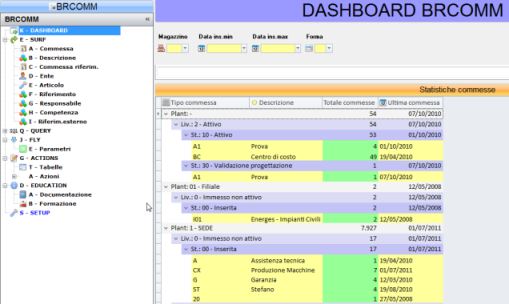 BRCOMM
DASHBOARD BRCOMM
BRCOMM
K - DASHBOARD
E - SURF
A - Commessa
B - Descrizione
C - Commessa riferim.
D - Ente
E - Articolo
F - Riferimento
G - Responsabile
H - Competenza
I - Riferim.esterno
Q - QUERY
J - FLY
E - Parametri
G - ACTIONS
T - Tabelle
A - Azioni
D - EDUCATION
A - Documentazione
B - Formazione
S - SETUP
Magazzino Data ins.min Data ins.max Forma
Statistiche commesse
Tipo commessa Descrizione Totale commesse Ultima commessa
Plant: - 54 07/10/2010
Liv.: 2 - Attivo 54 07/10/2010
St.: 10 - Attivo 53 01/10/2010
A1 Prova 4 01/10/2010
BC Centro di costo 49 19/04/2010
St.: 30 - Validazione progettazione 1 07/10/2010
A1 Prova 1 07/10/2010
Plant: 01 - Filiale 2 12/05/2008
Liv.: 0 - Immesso non attivo 2 12/05/2008
St.: 00 - Inserita 2 12/05/2008
I01 Energes - Impianti Civili 2 12/05/2008
Plant: 1 - SEDE 7.927 01/07/2011
Liv.: 0 - Immesso non attivo 17 01/07/2011
St.: 00 - Inserita 17 01/07/2011
A Assistenza tecnica 1 19/04/2010
CX Produzione Macchine 7 01/07/2011
G Garanzia 4 12/03/2010
ST Stefano 4 19/08/2010
20 1 27/05/2008